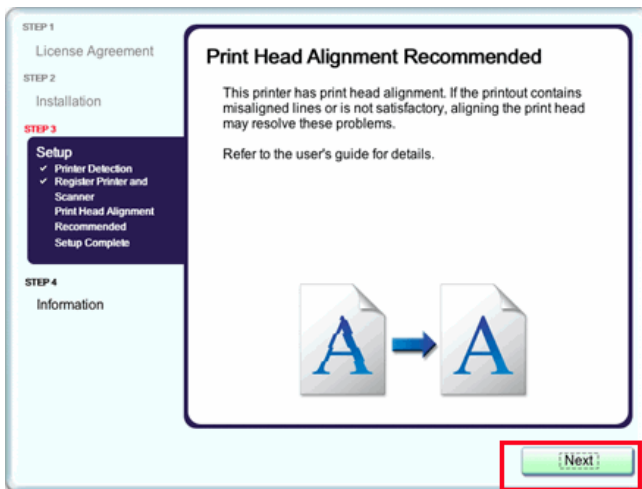 STEP 1
License Agreement
STEP 2
Installation
STEP 3
Setup
✓ Printer Detection
✓ Register Printer and
Scanner
Print Head Alignment
Recommended
Setup Complete
STEP 4
Information
Print Head Alignment Recommended
This printer has print head alignment. If the printout contains
misaligned lines or is not satisfactory, aligning the print head
may resolve these problems.
Refer to the user's guide for details.
A
A
Next